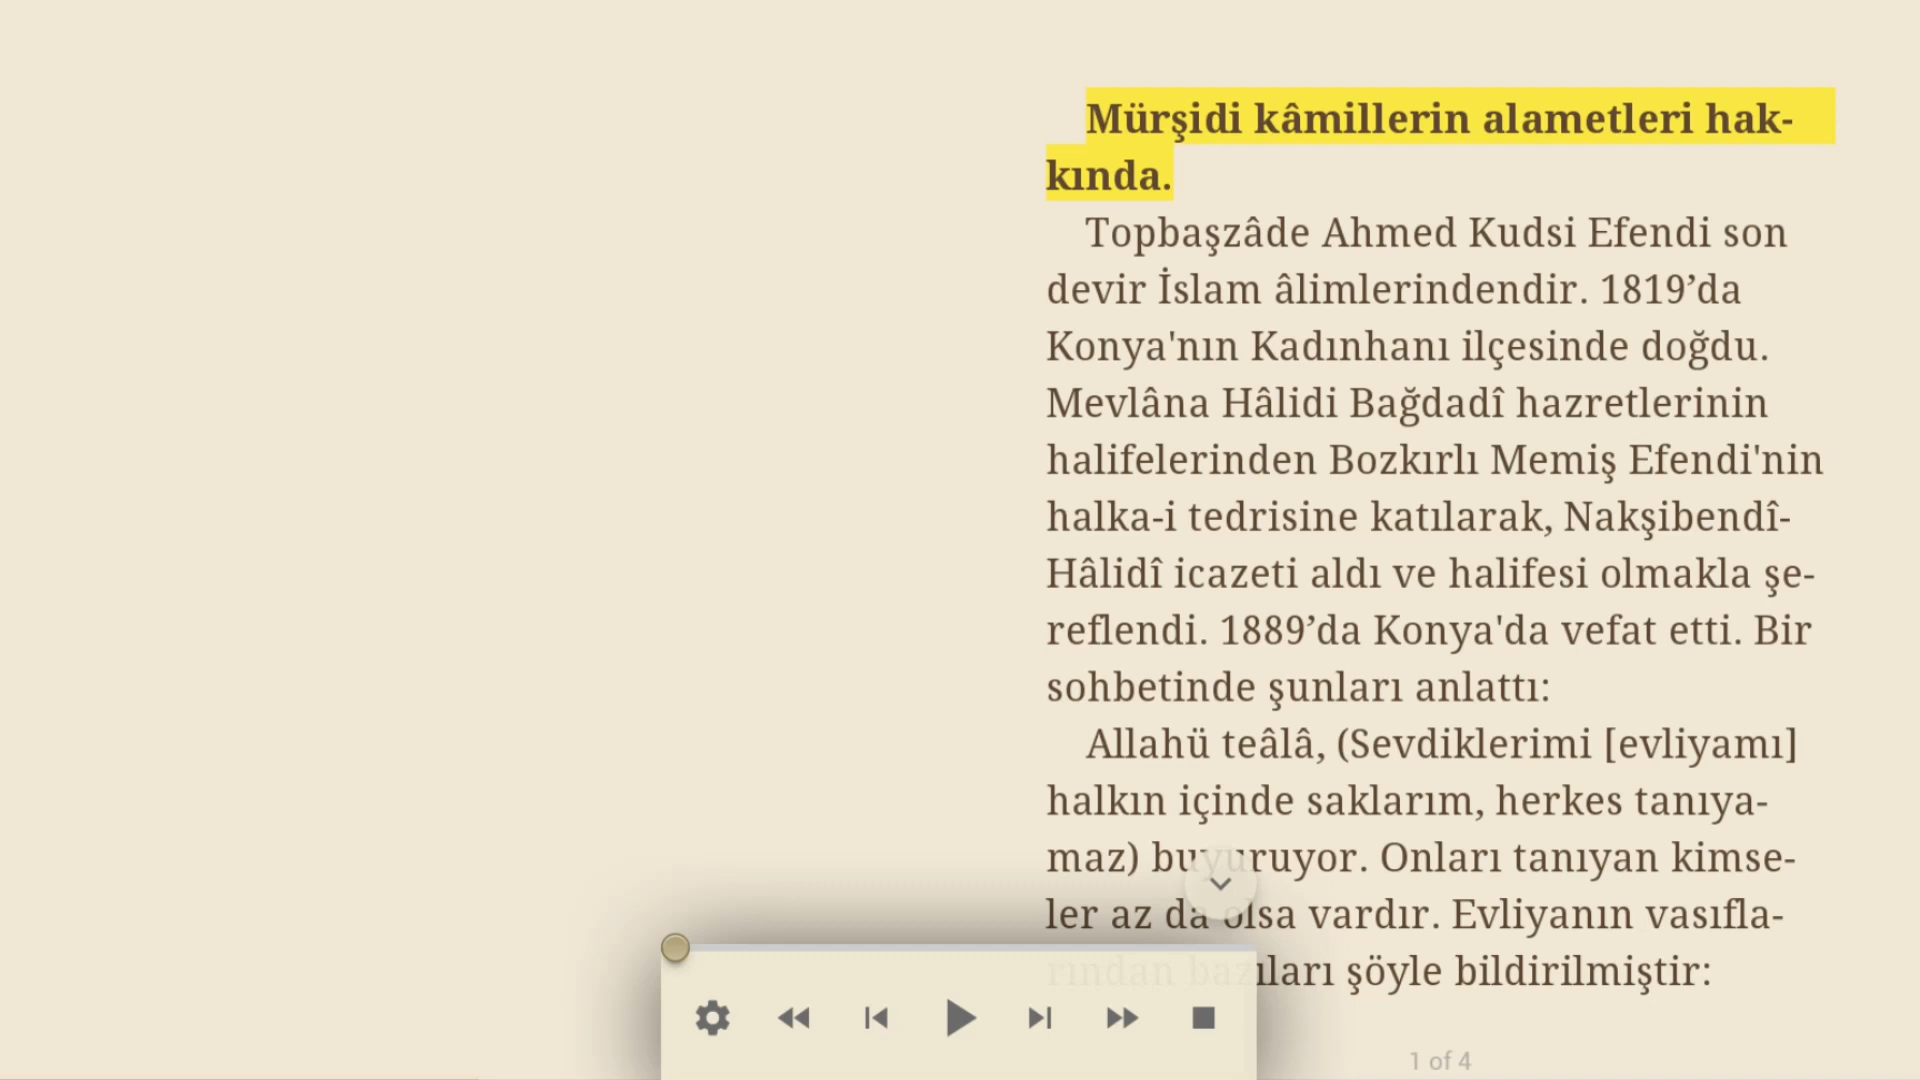 Mürşidi kâmillerin alametleri hak-
kında.
Topbaşzâde Ahmed Kudsi Efendi son
devir İslam âlimlerindendir. 1819’da
Konya'nın Kadınhanı ilçesinde doğdu.
Mevlâna Hâlidi Bağdadî hazretlerinin
halifelerinden Bozkırlı Memiş Efendi'nin
halka-i tedrisine katılarak, Nakşibendî-
Hâlidî icazeti aldı ve halifesi olmakla şe-
reflendi. 1889’da Konya'da vefat etti. Bir
sohbetinde şunları anlattı:
Allahü teâlâ, (Sevdiklerimi [evliyamı]
halkın içinde saklarım, herkes tanıya-
maz) buyuruyor. Onları tanıyan kimse-
ler az da olsa vardır. Evliyanın vasıfla-
rından bazıları şöyle bildirilmiştir:
1 of 4